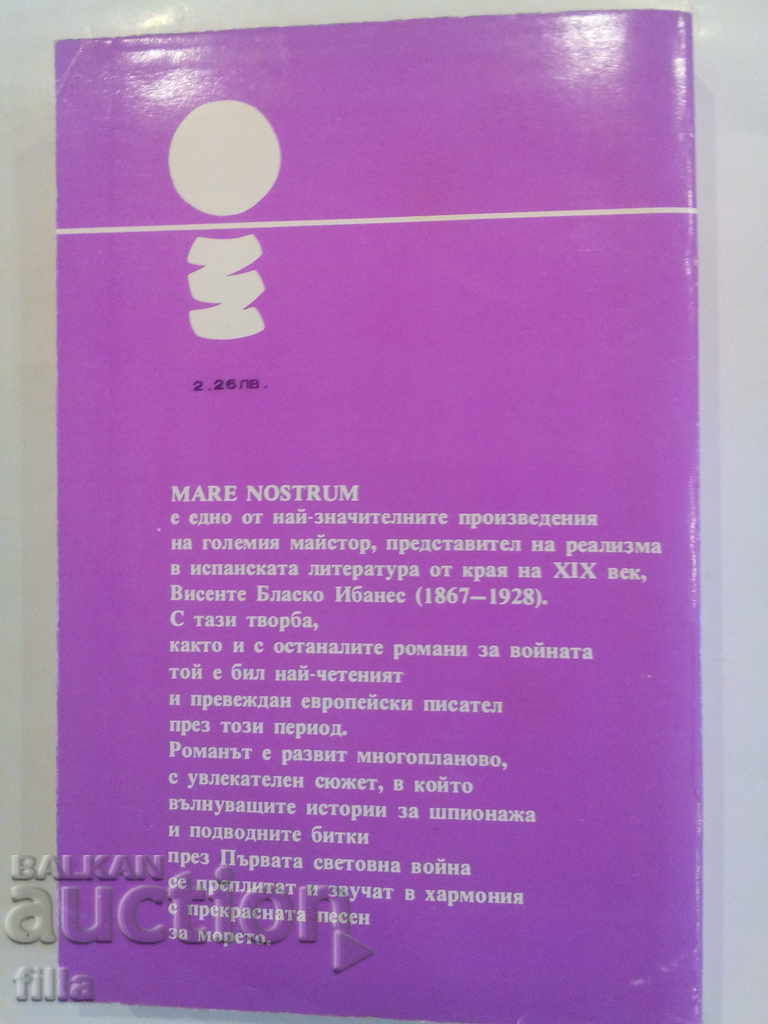 2.26лв.
MARE NOSTRUM
е едно от най-значителните произведения
на големия майстор, представител на реализма
в испанската литература от края на XIX век,
Висенте Бласко Ибанес (1867—1928).
С тази творба,
както и с останалите романи за войната
той е бил най-четеният
и превеждан европейски писател
през този период.
Романът е развит многопланово,
с увлекателен сюжет, в който
вълнуващите истории за шпионажа
и подводните битки
през Първата световна война
се преплитат и звучат в хармония
с прекрасната песен
за морето.
BALKAN
auction
filla